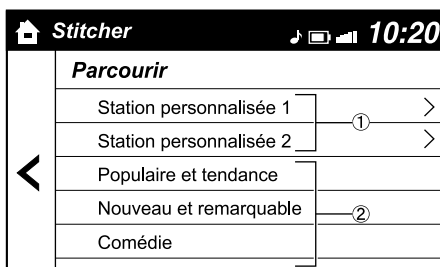 Stitcher 10:20
Parcourir
Station personnalisée 1
①
Station personnalisée 2
Populaire et tendance
Nouveau et remarquable ②
Comédie